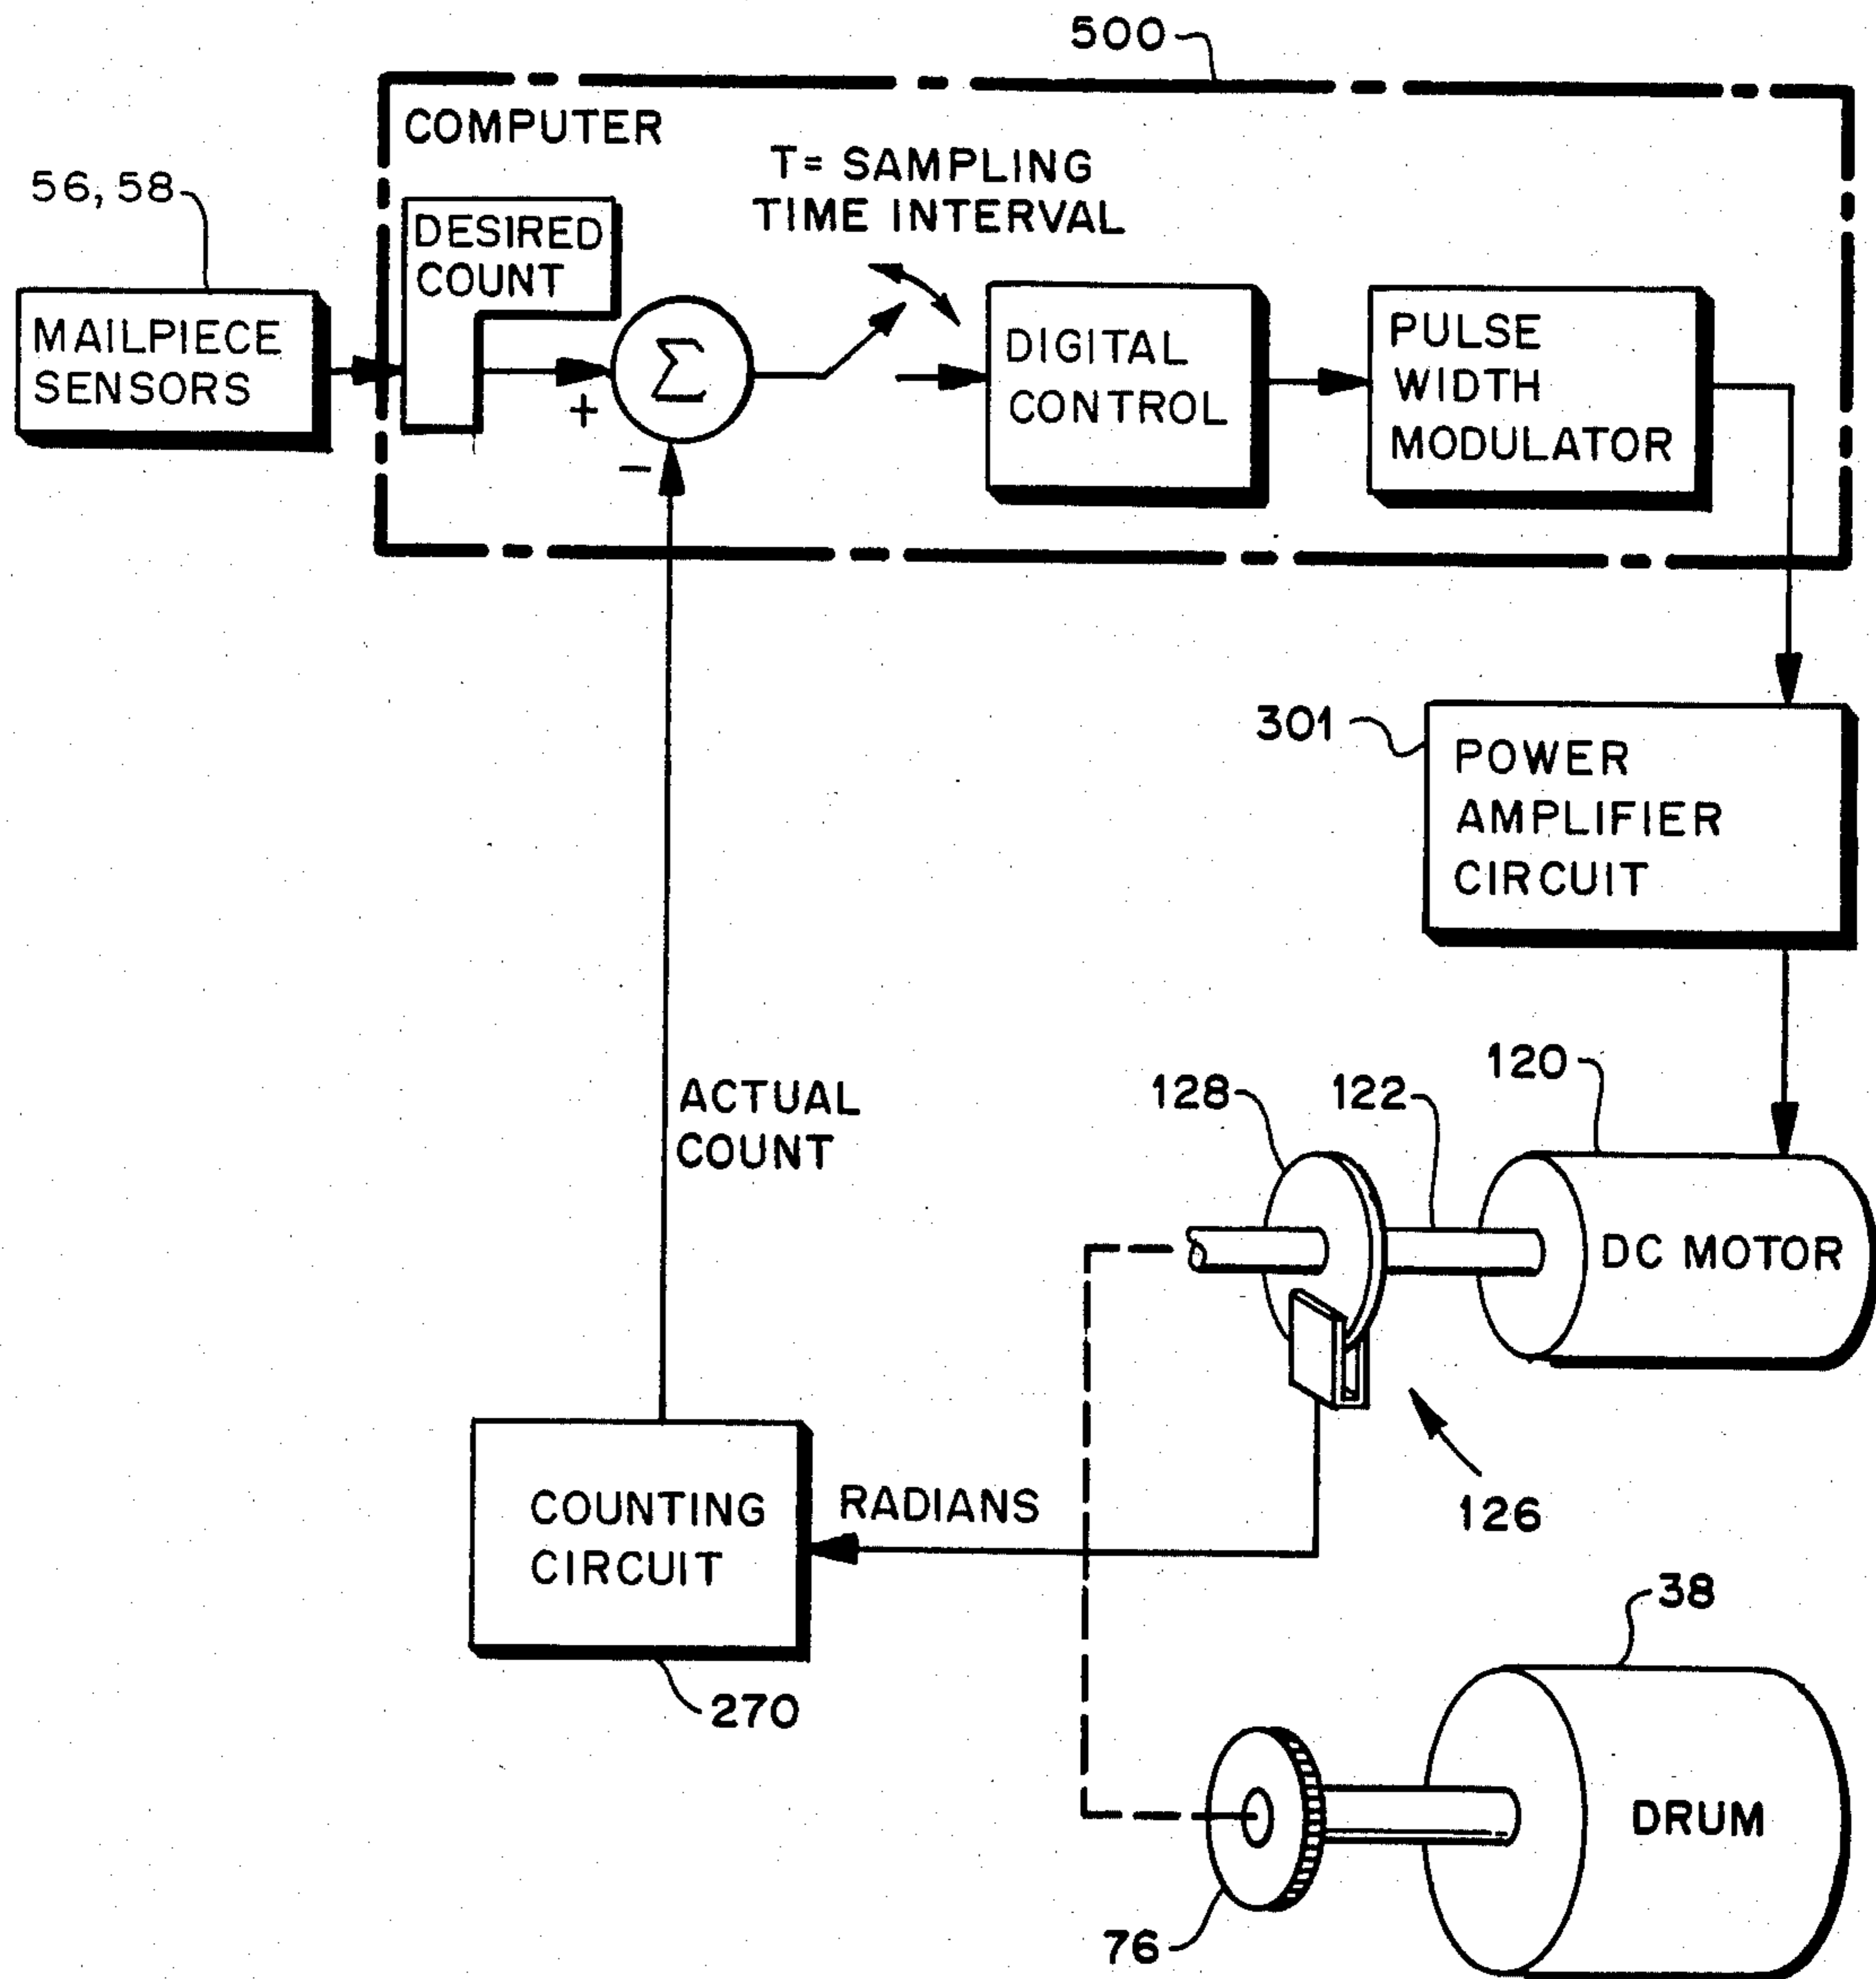 500
COMPUTER
T= SAMPLING
TIME INTERVAL
56, 58
DESIRED
COUNT
MAILPIECE
SENSORS
+
Σ
−
DIGITAL
CONTROL
PULSE
WIDTH
MODULATOR
301
POWER
AMPLIFIER
CIRCUIT
ACTUAL
COUNT
128
122
120
DC MOTOR
126
RADIANS
COUNTING
CIRCUIT
270
38
DRUM
76